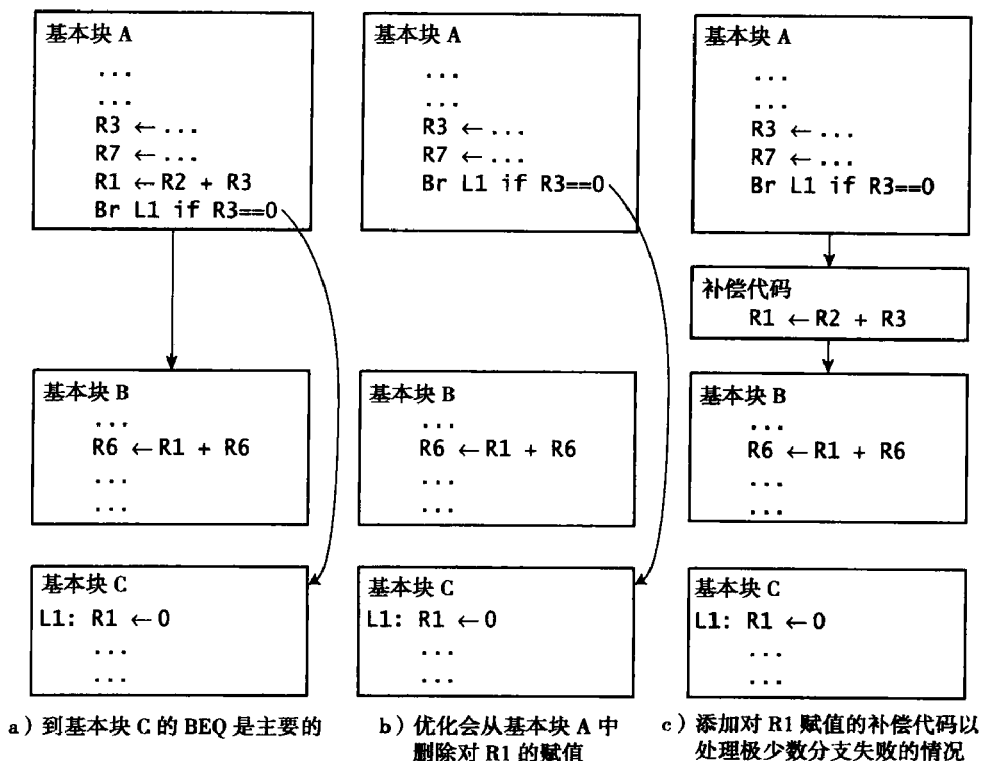 基本块 A
...
...
R3 ←...
R7 ←...
R1 ←R2 + R3
Br L1 if R3==0
基本块 B
...
R6 ←R1 + R6
...
...
基本块 C
L1: R1 ←0
...
...
a）到基本块 C 的 BEQ 是主要的
基本块 A
...
...
R3 ←...
R7 ←...
Br L1 if R3==0
基本块 B
...
R6 ←R1 + R6
...
...
基本块 C
L1: R1 ←0
...
...
b）优化会从基本块 A 中
删除对 R1 的赋值
基本块 A
...
...
R3 ←...
R7 ←...
Br L1 if R3==0
补偿代码
R1 ←R2 + R3
基本块 B
...
R6 ←R1 + R6
...
...
基本块 C
L1: R1 ←0
...
...
c）添加对 R1 赋值的补偿代码以
处理极少数分支失败的情况